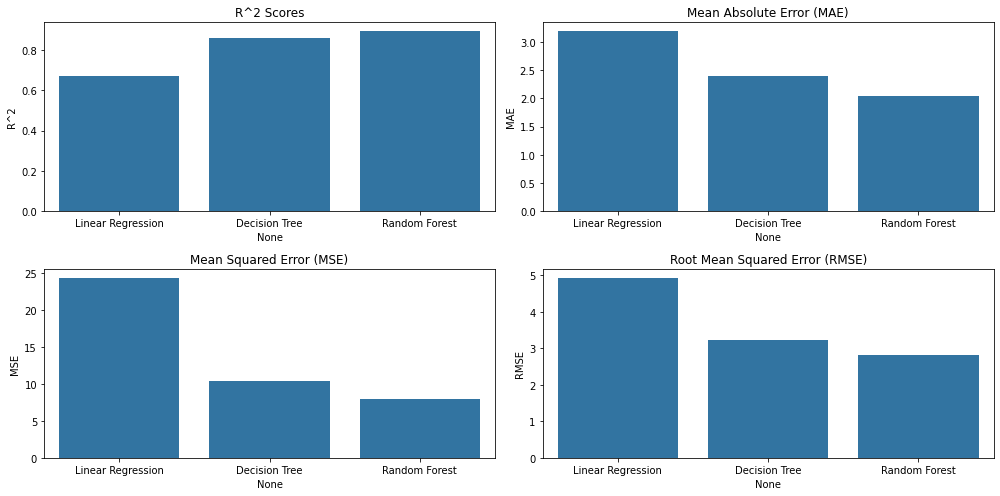 R^2 Scores
R^2
0.8
0.6
0.4
0.2
0.0
Linear Regression
Decision Tree
Random Forest
None
Mean Absolute Error (MAE)
MAE
3.0
2.5
2.0
1.5
1.0
0.5
0.0
Linear Regression
Decision Tree
Random Forest
None
Mean Squared Error (MSE)
MSE
25
20
15
10
5
0
Linear Regression
Decision Tree
Random Forest
None
Root Mean Squared Error (RMSE)
RMSE
5
4
3
2
1
0
Linear Regression
Decision Tree
Random Forest
None